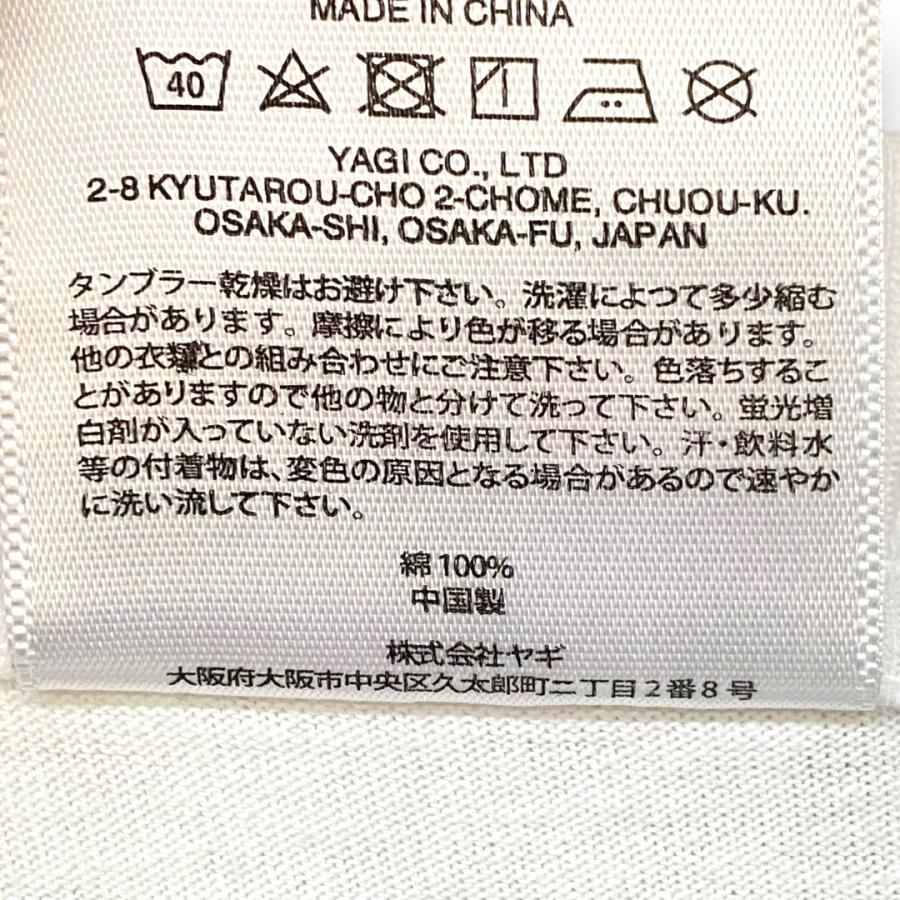 MADE IN CHINA
40
YAGI CO., LTD
2-8 KYUTAROU-CHO 2-CHOME, CHUOU-KU.
OSAKA-SHI, OSAKA-FU, JAPAN
タンブラー乾燥はお避け下さい。洗濯によつて多少縮む
場合があります。摩擦により色が移る場合があります。
他の衣類との組み合わせにご注意下さい。色落ちするこ
とがありますので他の物と分けて洗って下さい。蛍光増
白剤が入っていない洗剤を使用して下さい。汗・飲料水
等の付着物は、変色の原因となる場合があるので速やか
に洗い流して下さい。
綿 100%
中国製
株式会社ヤギ
大阪府大阪市中央区久太郎町二丁目2番8号